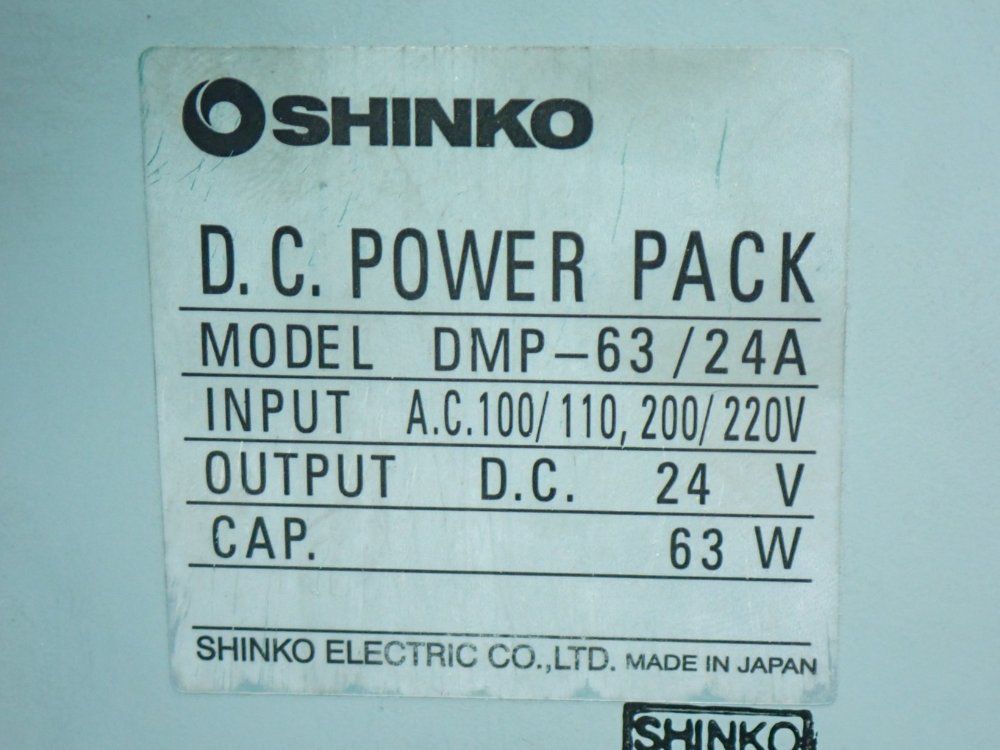 SHINKO
D.C. POWER PACK
MODEL DMP-63/24A
INPUT A.C.100/110, 200/220V
OUTPUT D.C. 24 V
CAP. 63 W
SHINKO ELECTRIC CO.,LTD. MADE IN JAPAN
SHINKO